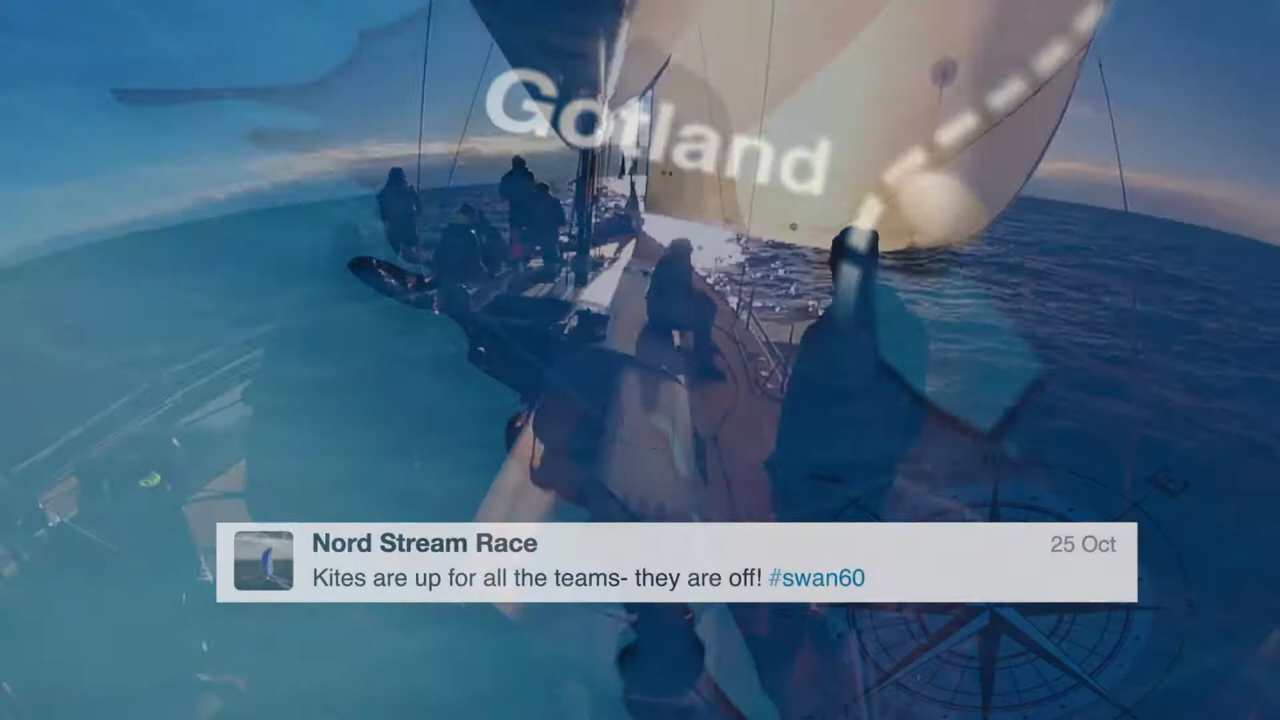 Gotland
Nord Stream Race
25 Oct
Kites are up for all the teams- they are off! #swan60